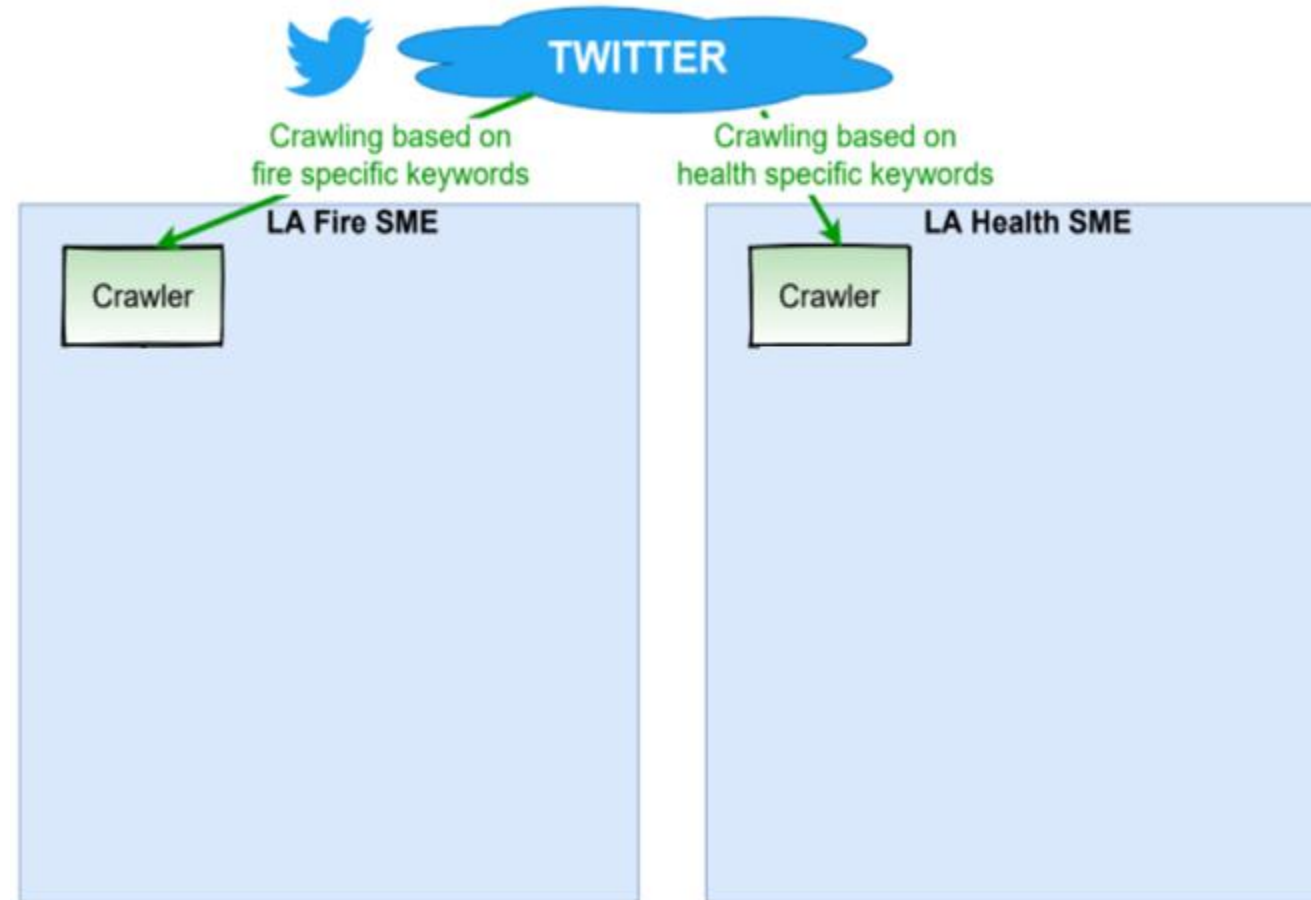 TWITTER
Crawling based on
fire specific keywords
Crawling based on
health specific keywords
LA Fire SME
LA Health SME
Crawler
Crawler